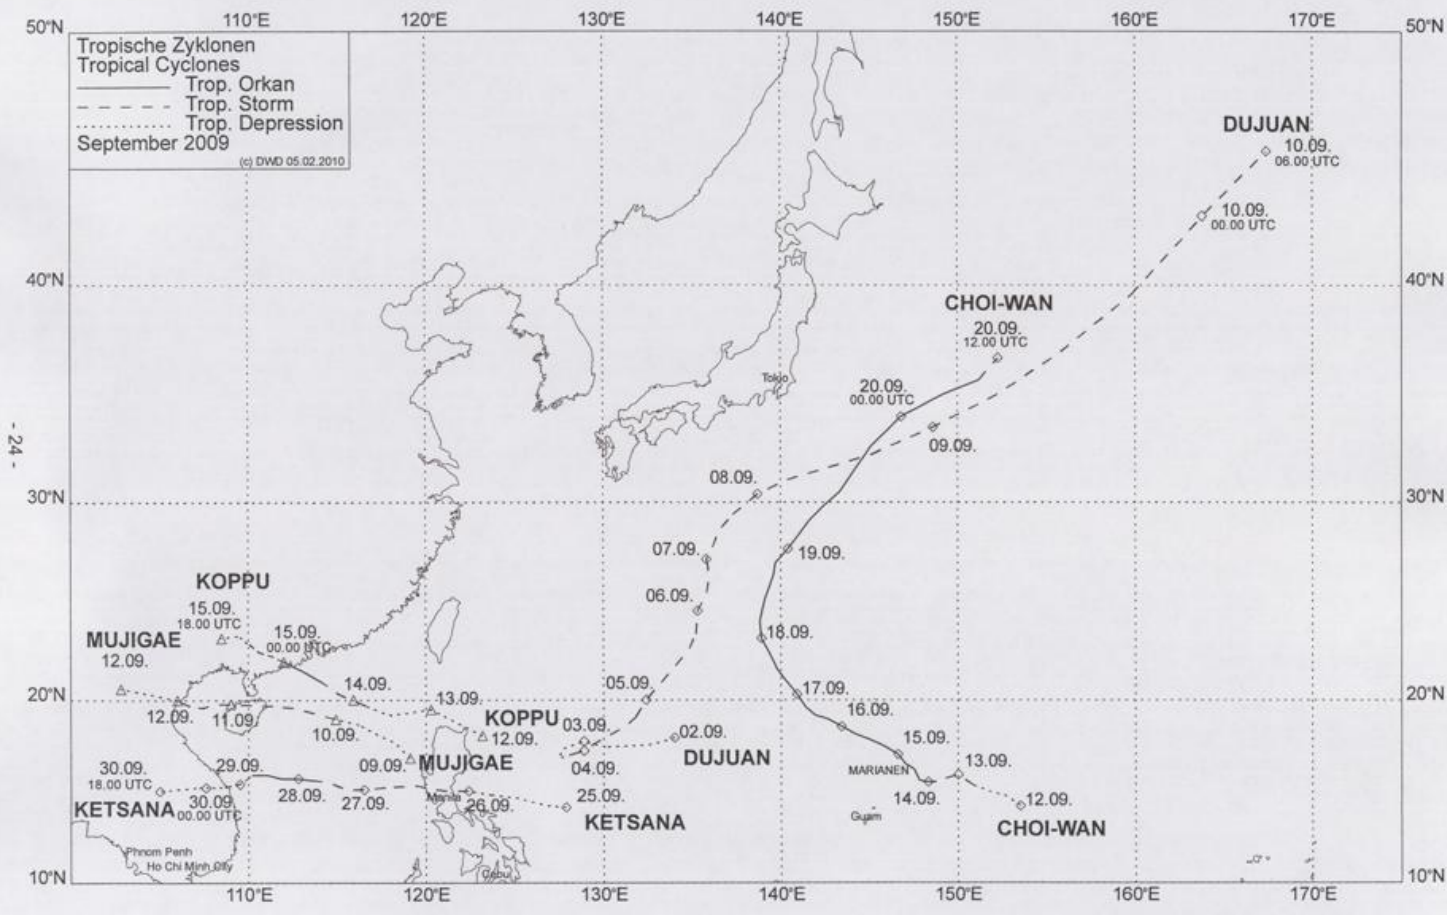 110°E 120°E 130°E 140°E 150°E 160°E 170°E
50°N 50°N
Tropische Zyklonen
Tropical Cyclones
Trop. Orkan
Trop. Storm
Trop. Depression
September 2009
(c) DWD 05.02.2010
DUJUAN
10.09.
06.00 UTC
10.09.
00.00 UTC
40°N 40°N
CHOI-WAN
20.09.
12.00 UTC
Tokio
20.09.
00.00 UTC
- 24 -
09.09.
08.09.
30°N 30°N
07.09.
19.09.
KOPPU
06.09.
15.09.
18.00 UTC
MUJIGAE
12.09.
15.09.
00.00 UTC
18.09.
14.09.
05.09.
17.09.
20°N 20°N
13.09.
12.09.
11.09.
10.09.
KOPPU
12.09.
03.09.
02.09.
16.09.
04.09.
DUJUAN
15.09.
09.09.
MUJIGAE
MARIANEN
13.09.
30.09.
18.00 UTC
29.09.
28.09.
27.09.
Manila
26.09.
25.09.
14.09.
12.09.
KETSANA
30.09.
00.00 UTC
KETSANA
Guam
CHOI-WAN
Phnom Penh
Ho Chi Minh City
Cebu
10°N 10°N
110°E 120°E 130°E 140°E 150°E 160°E 170°E